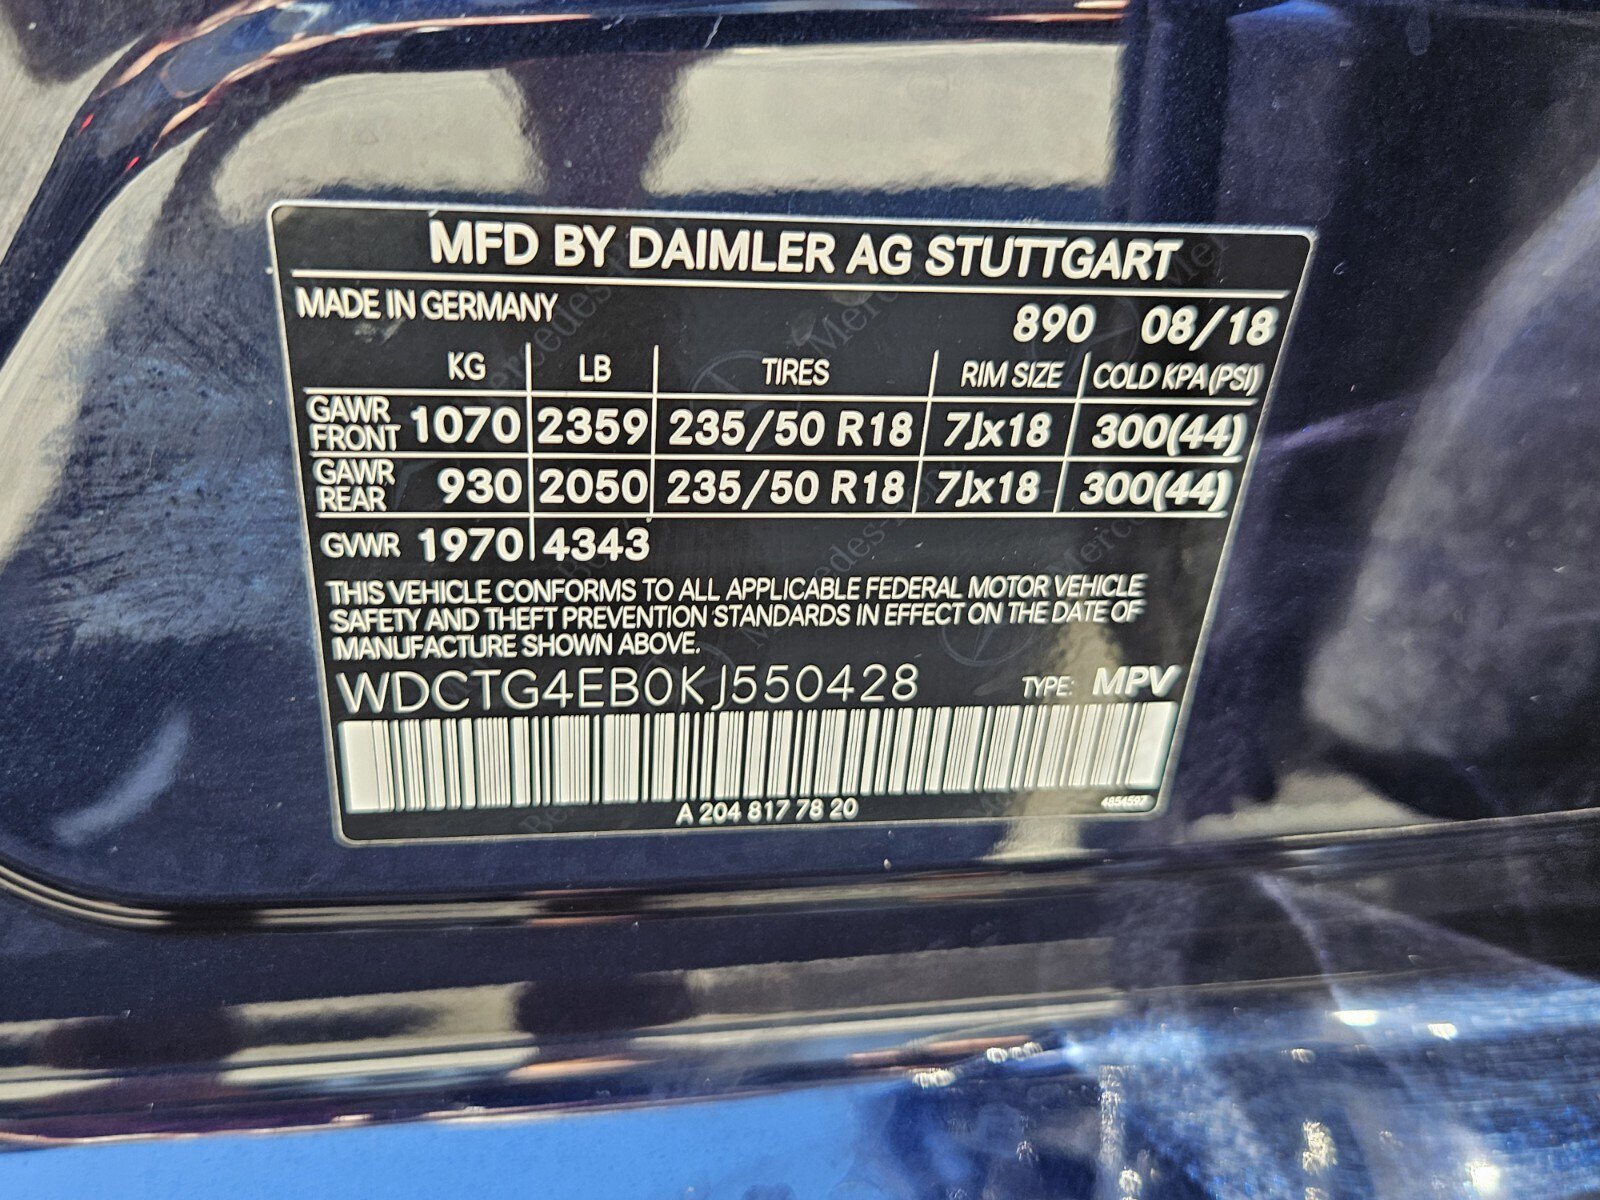 MFD BY DAIMLER AG STUTTGART
MADE IN GERMANY 890 08/18
KG LB TIRES RIM SIZE COLD KPA(PSI)
GAWR FRONT 1070 2359 235/50 R18 7Jx18 300(44)
GAWR REAR 930 2050 235/50 R18 7Jx18 300(44)
GVWR 1970 4343
THIS VEHICLE CONFORMS TO ALL APPLICABLE FEDERAL MOTOR VEHICLE
SAFETY AND THEFT PREVENTION STANDARDS IN EFFECT ON THE DATE OF
MANUFACTURE SHOWN ABOVE.
WDCTG4EB0KJ550428 TYPE: MPV
A 204 817 78 20 4854597